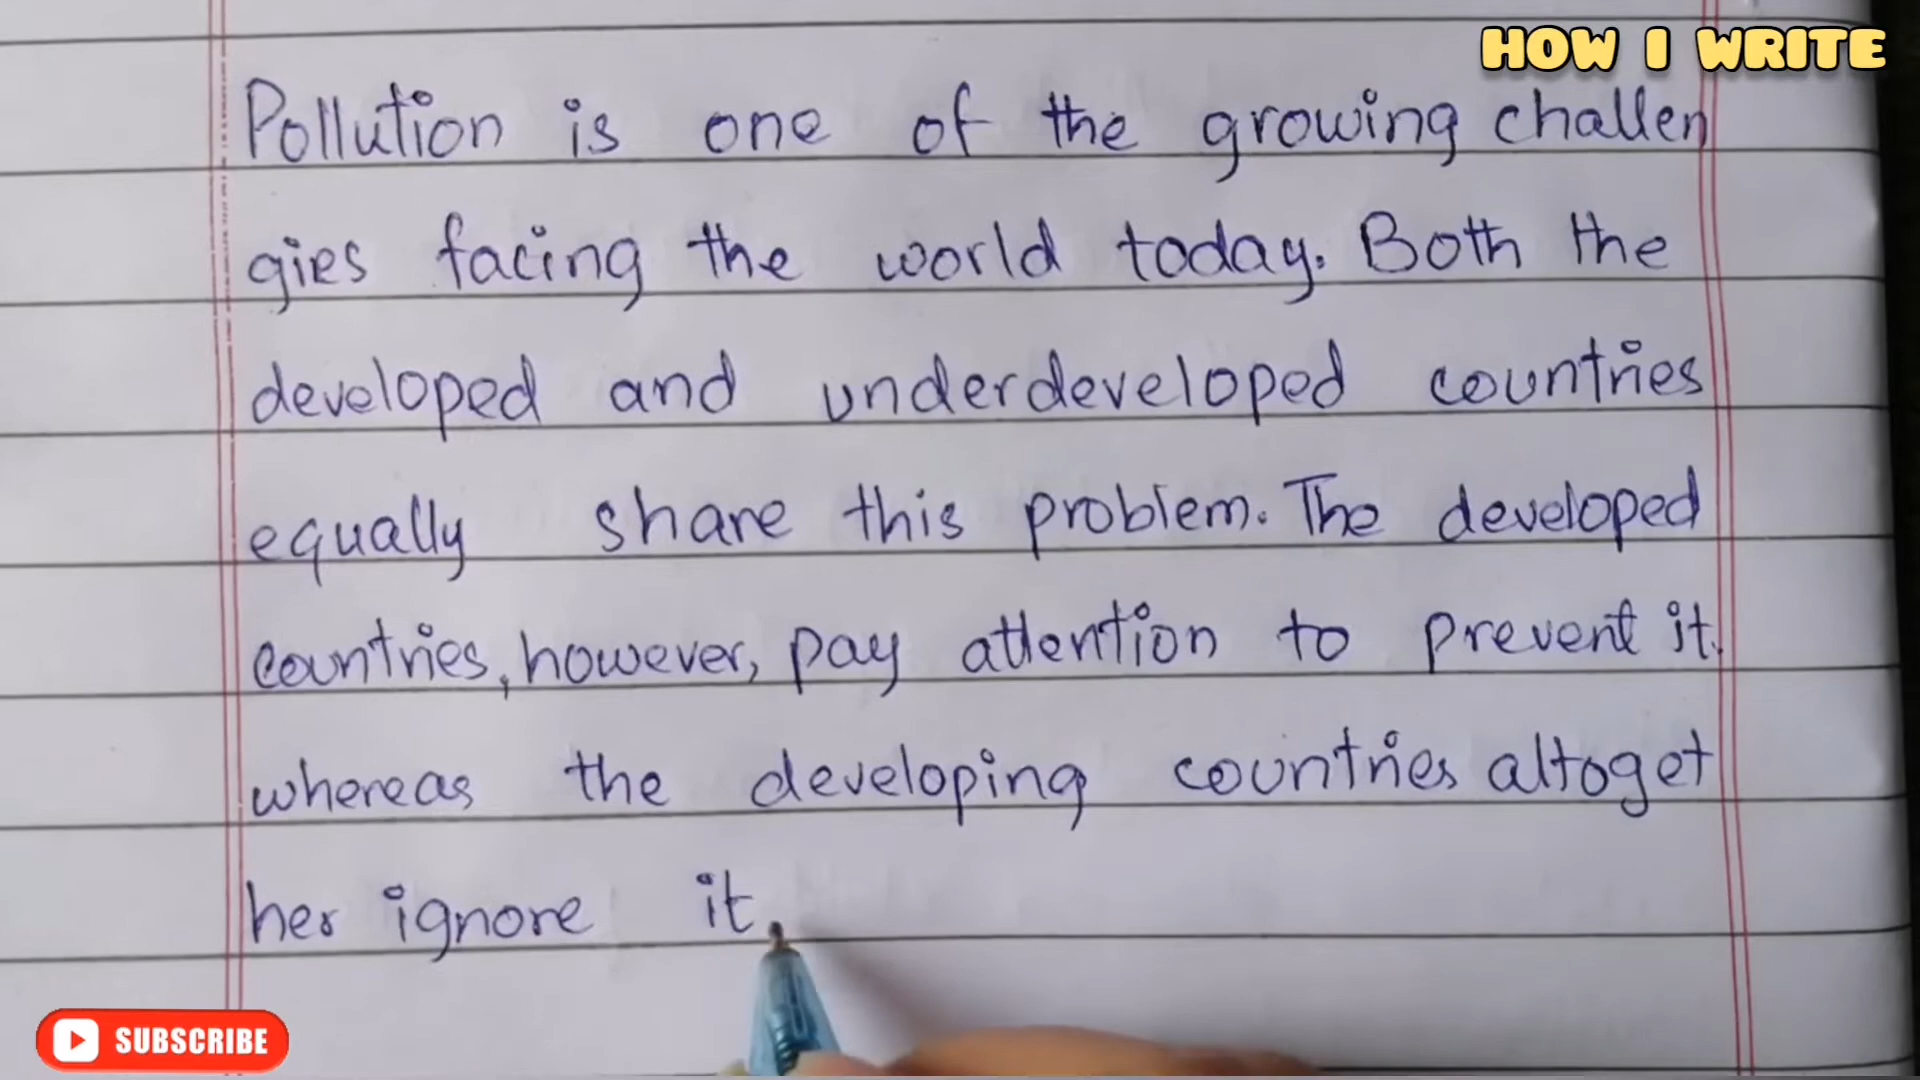 HOW I WRITE
Pollution is one of the growing challen
gies facing the world today. Both the
developed and underdeveloped countries
equally share this problem. The developed
countries, however, pay attention to prevent it.
whereas the developing countries altoget
her ignore it.
SUBSCRIBE